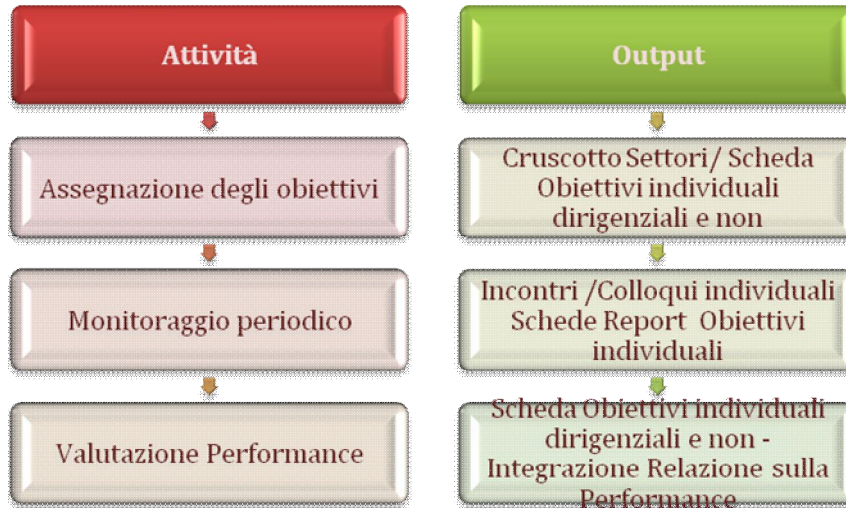 Attività
Assegnazione degli obiettivi
Monitoraggio periodico
Valutazione Performance
Output
Cruscotto Settori/ Scheda
Obiettivi individuali
dirigenziali e non
Incontri /Colloqui individuali
Schede Report Obiettivi
individuali
Scheda Obiettivi individuali
dirigenziali e non -
Integrazione Relazione sulla
Performance